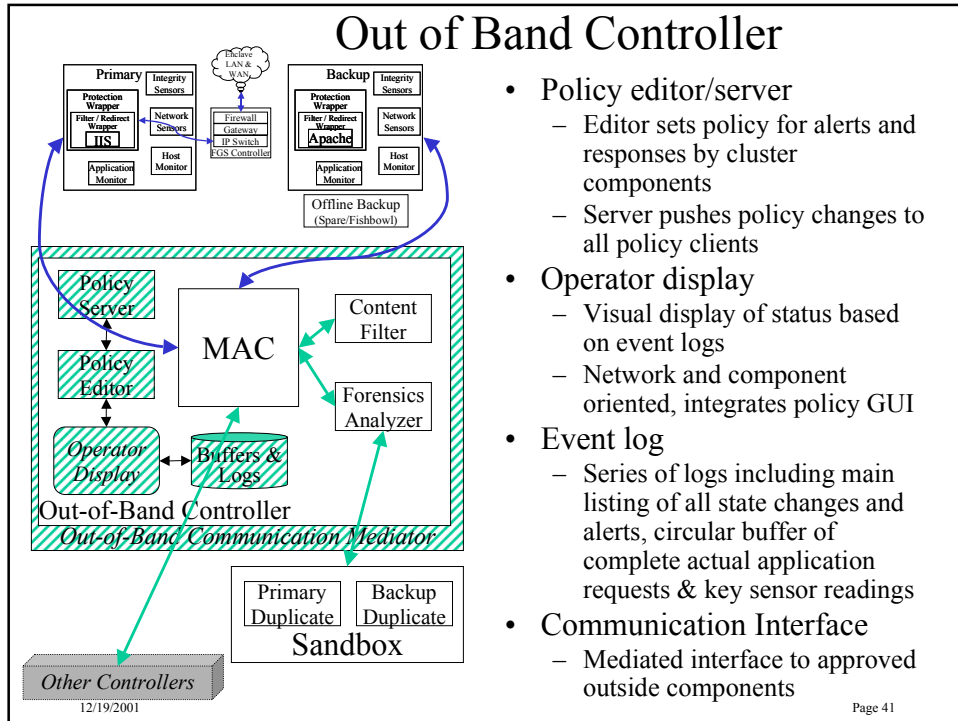 Out of Band Controller
Enclave
LAN &
WAN
Primary
Integrity
Sensors
Protection
Wrapper
Filter / Redirect
Wrapper
IIS
Network
Sensors
Host
Monitor
Application
Monitor
Firewall
Gateway
IP Switch
FGS Controller
Backup
Integrity
Sensors
Protection
Wrapper
Filter / Redirect
Wrapper
Apache
Network
Sensors
Host
Monitor
Application
Monitor
Offline Backup
(Spare/Fishbowl)
Policy
Server
Policy
Editor
Operator
Display
MAC
Content
Filter
Forensics
Analyzer
Buffers &
Logs
Out-of-Band Controller
Out-of-Band Communication Mediator
Primary
Duplicate
Backup
Duplicate
Sandbox
Other Controllers
• Policy editor/server
– Editor sets policy for alerts and
responses by cluster
components
– Server pushes policy changes to
all policy clients
• Operator display
– Visual display of status based
on event logs
– Network and component
oriented, integrates policy GUI
• Event log
– Series of logs including main
listing of all state changes and
alerts, circular buffer of
complete actual application
requests & key sensor readings
• Communication Interface
– Mediated interface to approved
outside components
12/19/2001
Page 41